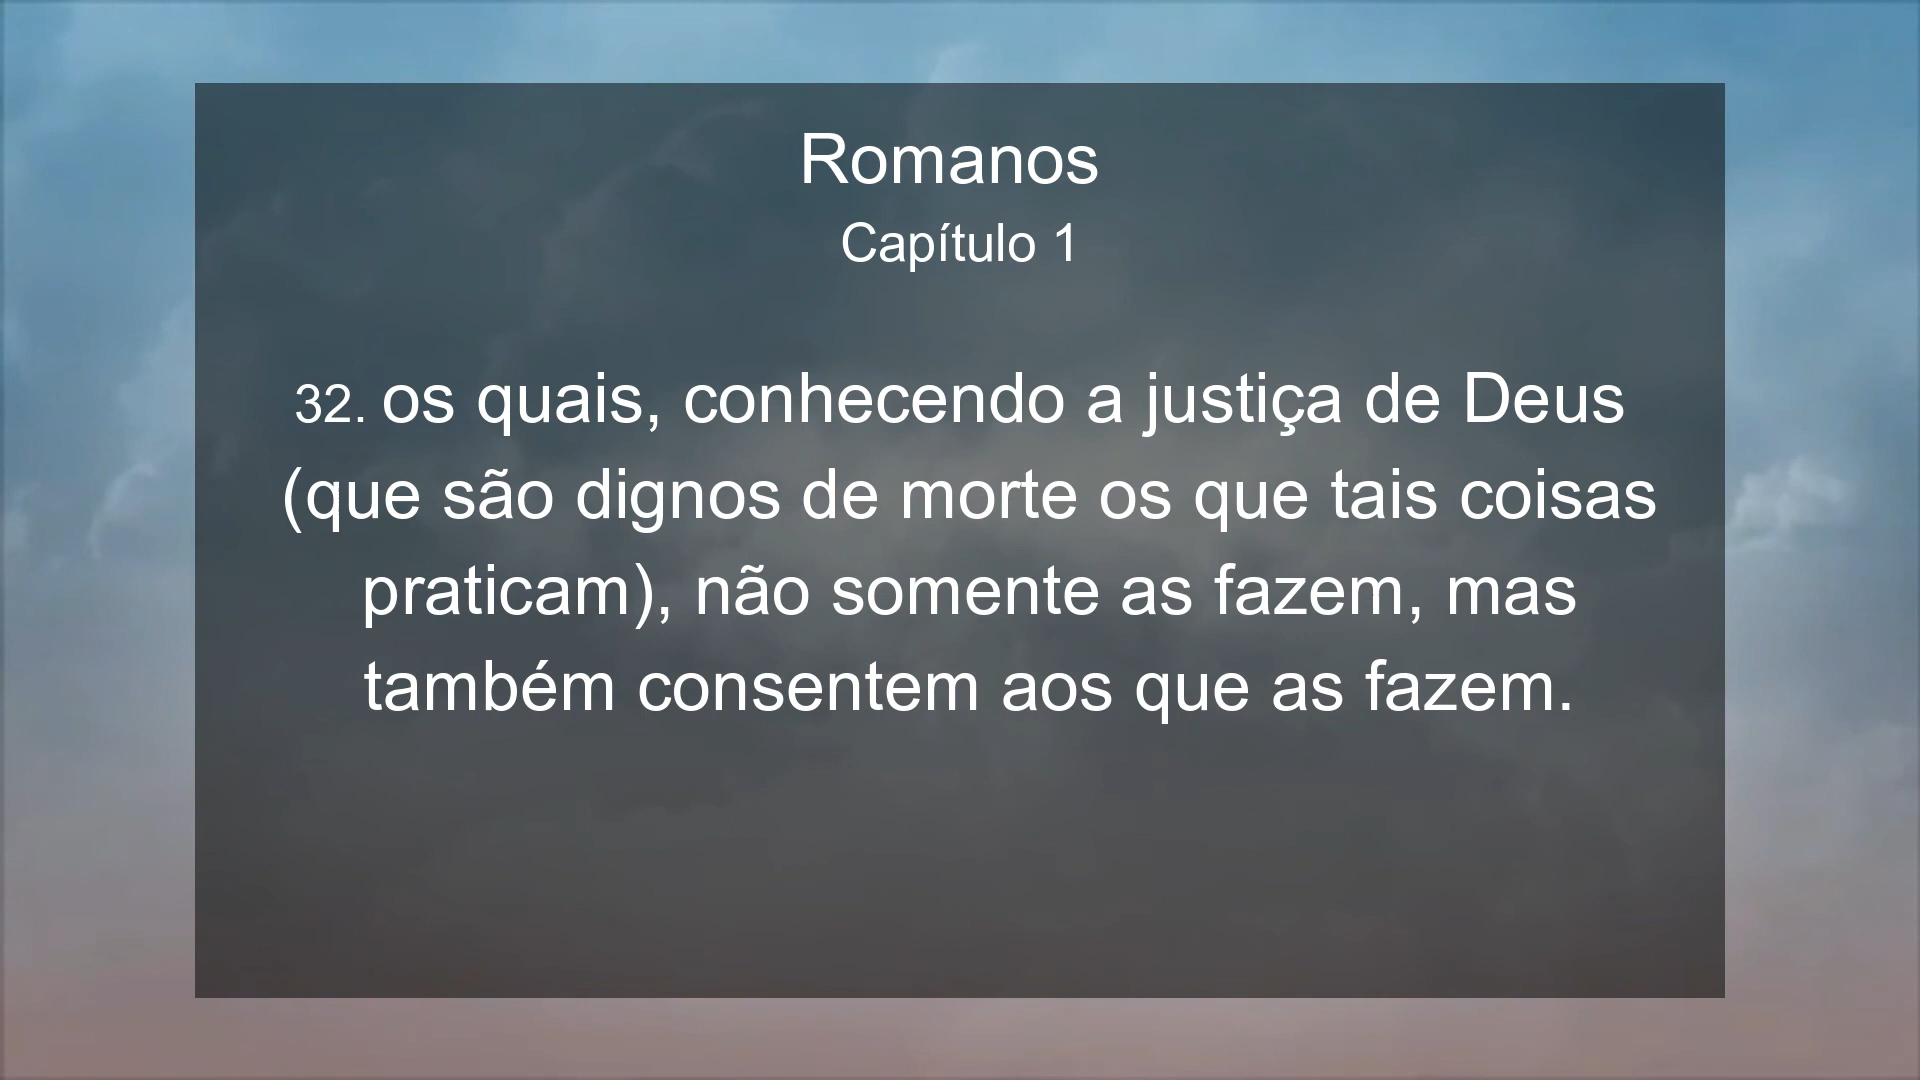 Romanos
Capítulo 1
32. os quais, conhecendo a justiça de Deus
(que são dignos de morte os que tais coisas
praticam), não somente as fazem, mas
também consentem aos que as fazem.